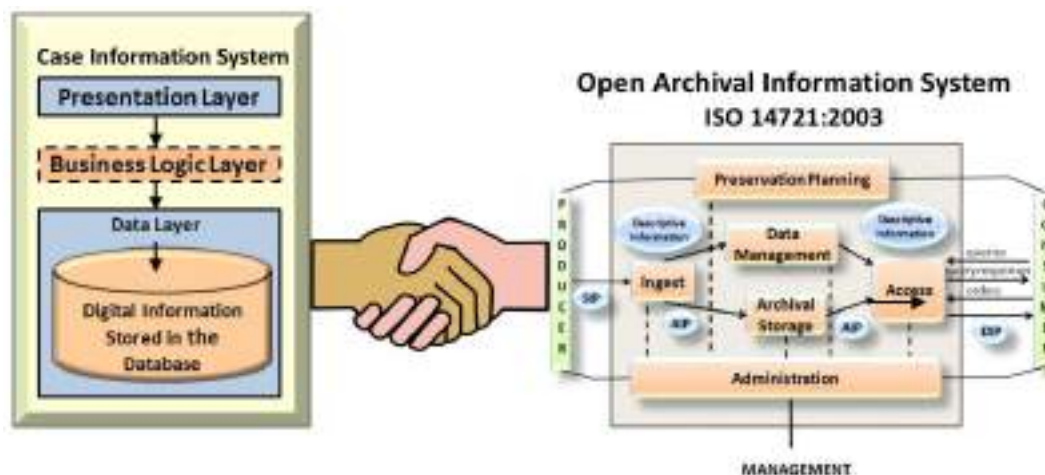 Case Information System
Presentation Layer
Business Logic Layer
Data Layer
Digital Information
Stored in the
Database
Open Archival Information System
ISO 14721:2003
Preservation Planning
PRODUCER
Descriptive
Information
Data
Management
Descriptive
Information
queries
Ingest
Access
orders
SIP
Archival
Storage
AIP
AIP
DIP
Administration
MANAGEMENT